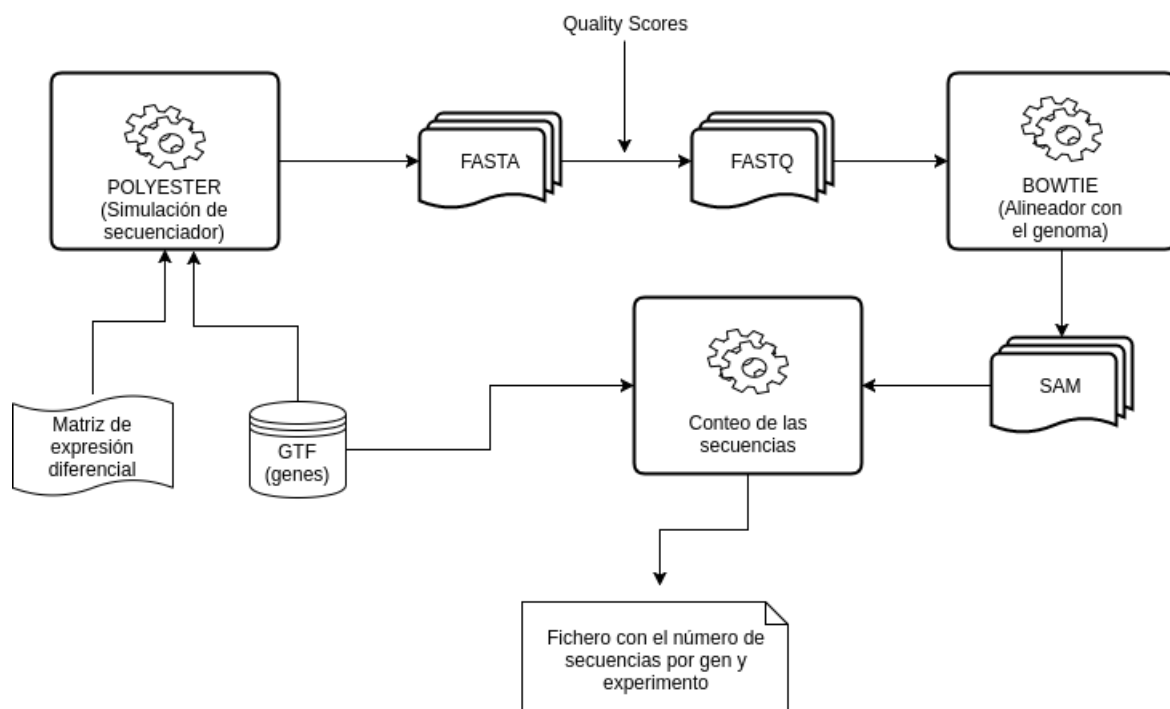 Quality Scores
POLYESTER
(Simulación de
secuenciador)
FASTA
FASTQ
BOWTIE
(Alineador con
el genoma)
Matriz de
expresión
diferencial
GTF
(genes)
Conteo de las
secuencias
SAM
Fichero con el número de
secuencias por gen y
experimento